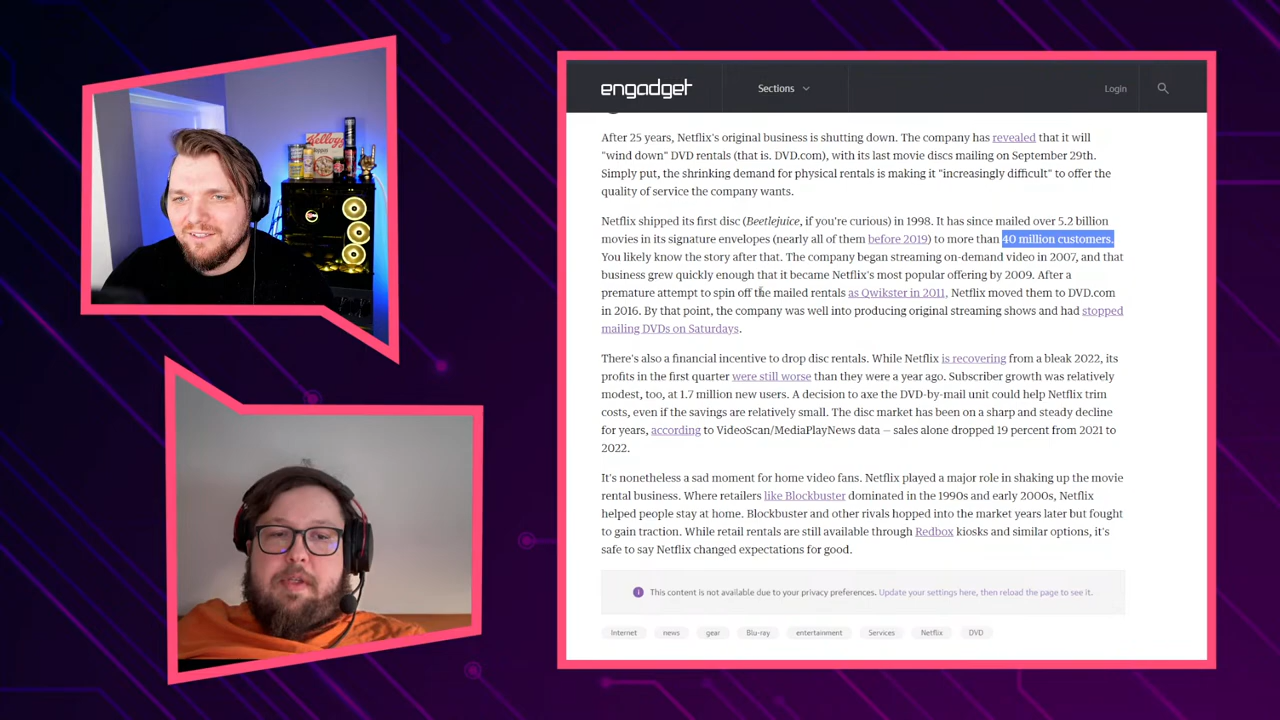 Kellogg's
engadget
Sections
Login
After 25 years, Netflix's original business is shutting down. The company has revealed that it will
"wind down" DVD rentals (that is. DVD.com), with its last movie discs mailing on September 29th.
Simply put, the shrinking demand for physical rentals is making it "increasingly difficult" to offer the
quality of service the company wants.
Netflix shipped its first disc (Beetlejuice, if you're curious) in 1998. It has since mailed over 5.2 billion
movies in its signature envelopes (nearly all of them before 2019) to more than 40 million customers.
You likely know the story after that. The company began streaming on-demand video in 2007, and that
business grew quickly enough that it became Netflix's most popular offering by 2009. After a
premature attempt to spin off the mailed rentals as Qwikster in 2011, Netflix moved them to DVD.com
in 2016. By that point, the company was well into producing original streaming shows and had stopped
mailing DVDs on Saturdays.
There's also a financial incentive to drop disc rentals. While Netflix is recovering from a bleak 2022, its
profits in the first quarter were still worse than they were a year ago. Subscriber growth was relatively
modest, too, at 1.7 million new users. A decision to axe the DVD-by-mail unit could help Netflix trim
costs, even if the savings are relatively small. The disc market has been on a sharp and steady decline
for years, according to VideoScan/MediaPlayNews data — sales alone dropped 19 percent from 2021 to
2022.
It's nonetheless a sad moment for home video fans. Netflix played a major role in shaking up the movie
rental business. Where retailers like Blockbuster dominated in the 1990s and early 2000s, Netflix
helped people stay at home. Blockbuster and other rivals hopped into the market years later but fought
to gain traction. While retail rentals are still available through Redbox kiosks and similar options, it's
safe to say Netflix changed expectations for good.
This content is not available due to your privacy preferences. Update your settings here, then reload the page to see it.
Internet news gear Blu-ray entertainment Services Netflix DVD